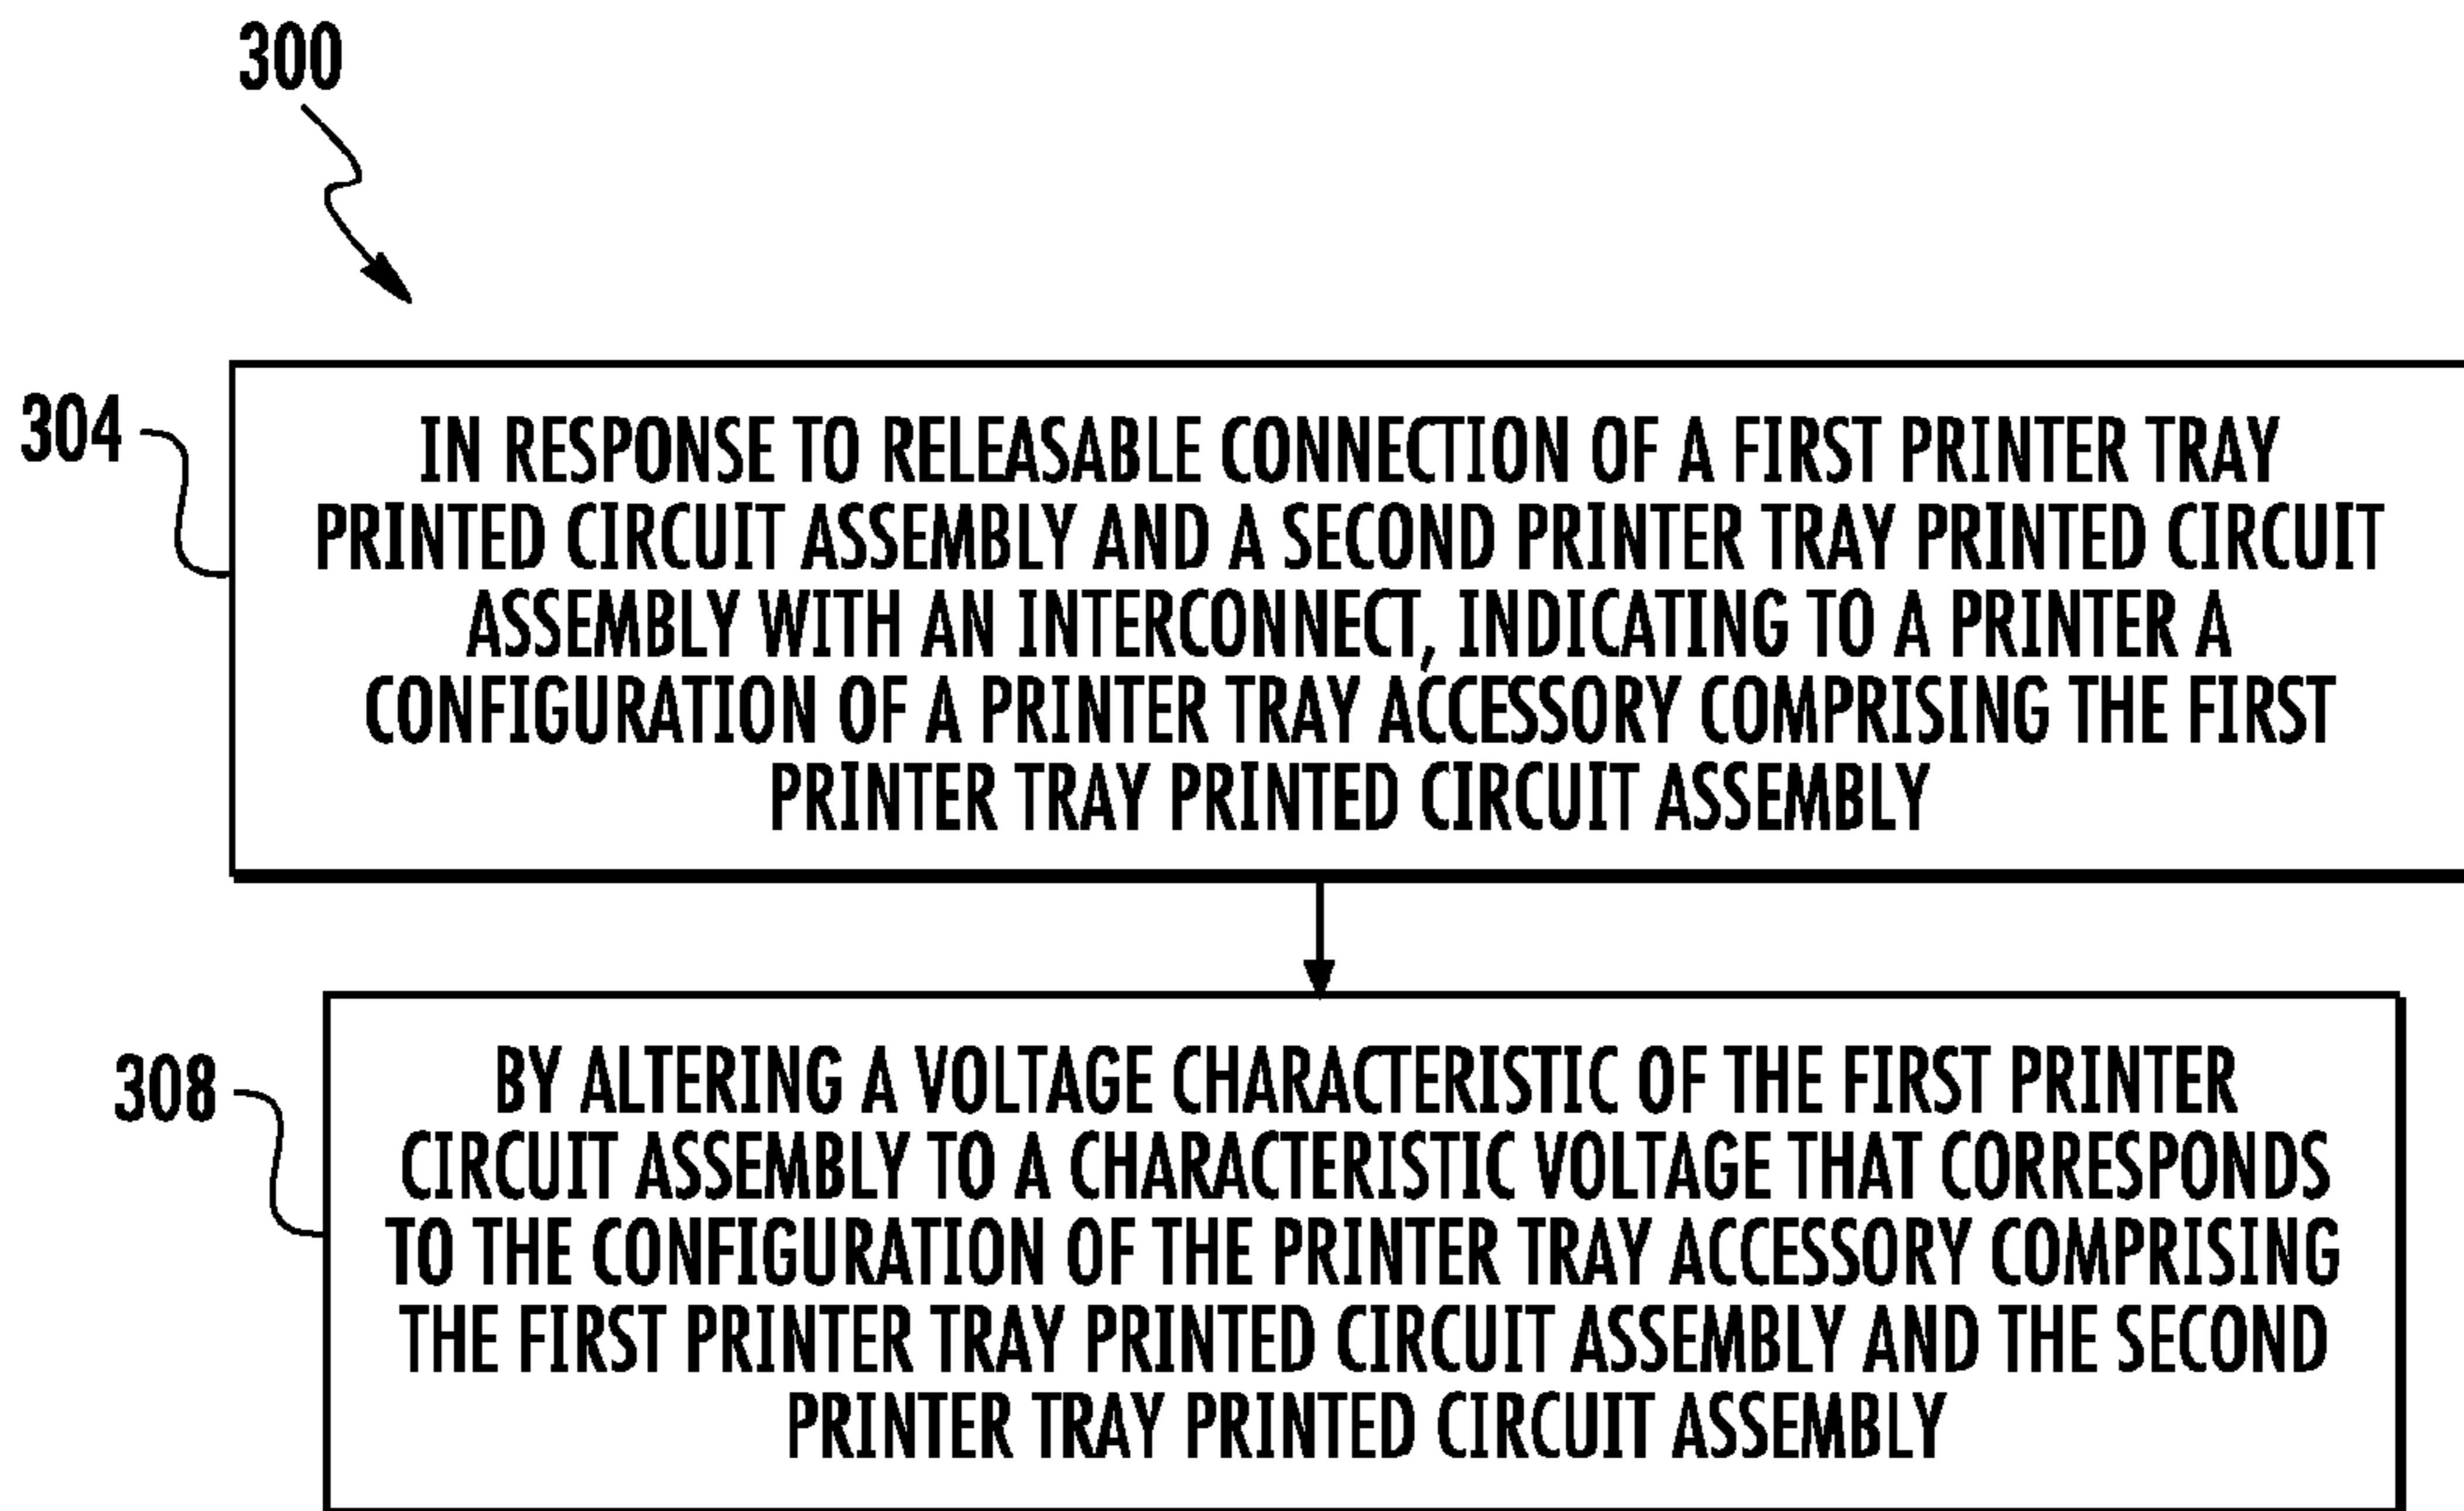 300
304
IN RESPONSE TO RELEASABLE CONNECTION OF A FIRST PRINTER TRAY
PRINTED CIRCUIT ASSEMBLY AND A SECOND PRINTER TRAY PRINTED CIRCUIT
ASSEMBLY WITH AN INTERCONNECT, INDICATING TO A PRINTER A
CONFIGURATION OF A PRINTER TRAY ACCESSORY COMPRISING THE FIRST
PRINTER TRAY PRINTED CIRCUIT ASSEMBLY
308
BY ALTERING A VOLTAGE CHARACTERISTIC OF THE FIRST PRINTER
CIRCUIT ASSEMBLY TO A CHARACTERISTIC VOLTAGE THAT CORRESPONDS
TO THE CONFIGURATION OF THE PRINTER TRAY ACCESSORY COMPRISING
THE FIRST PRINTER TRAY PRINTED CIRCUIT ASSEMBLY AND THE SECOND
PRINTER TRAY PRINTED CIRCUIT ASSEMBLY